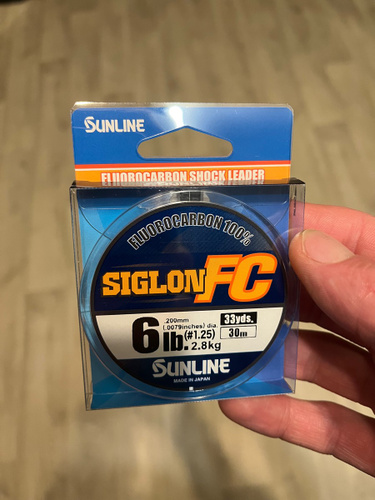 SUNLINE
FLUOROCARBON SHOCK LEADER
FLUOROCARBON 100%
SIGLON FC
6lb. (#1.25) 2.8kg
.200mm
(.0079inches) dia.
33yds.
30m
SUNLINE
MADE IN JAPAN